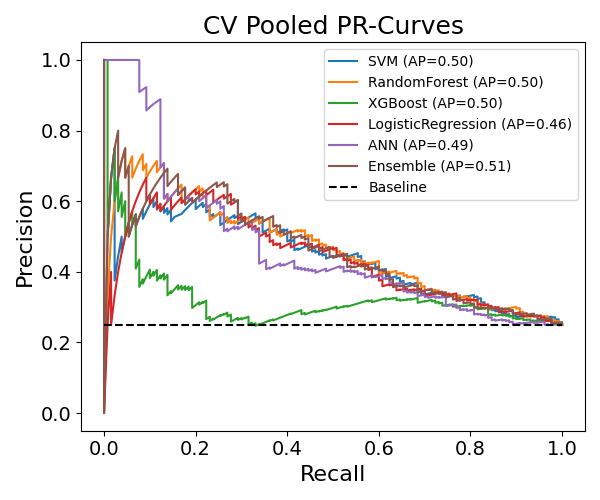 CV Pooled PR-Curves
SVM (AP=0.50)
RandomForest (AP=0.50)
XGBoost (AP=0.50)
LogisticRegression (AP=0.46)
ANN (AP=0.49)
Ensemble (AP=0.51)
Baseline
Precision
1.0
0.8
0.6
0.4
0.2
0.0
0.0 0.2 0.4 0.6 0.8 1.0
Recall